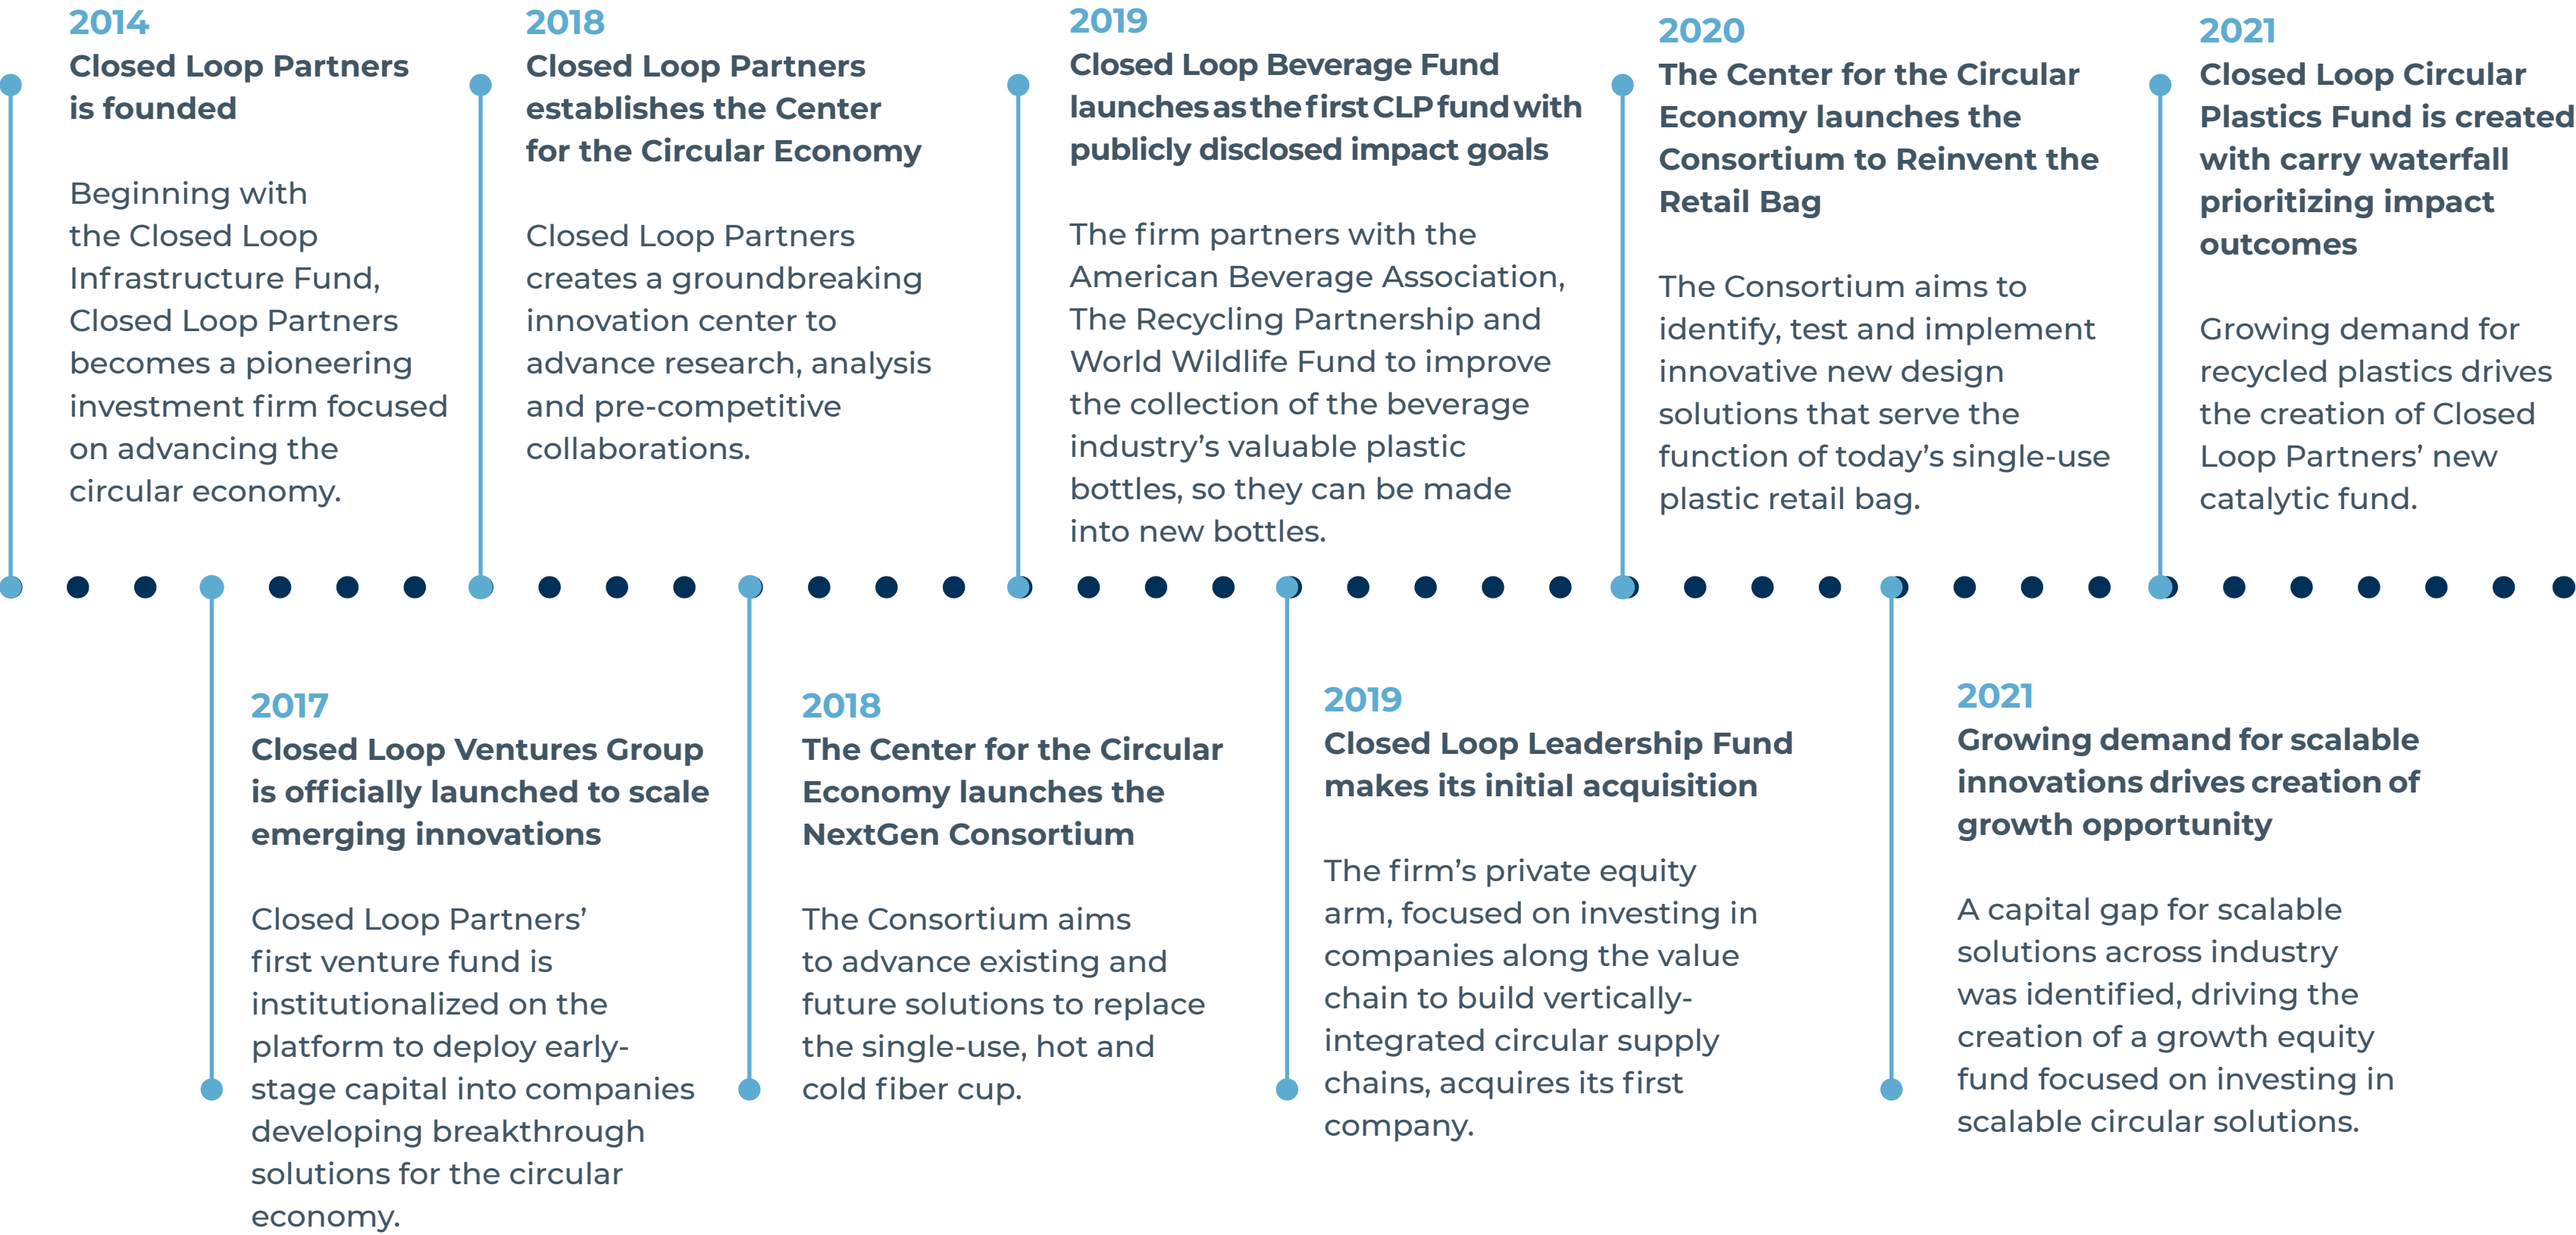 2014
Closed Loop Partners
is founded
Beginning with
the Closed Loop
Infrastructure Fund,
Closed Loop Partners
becomes a pioneering
investment firm focused
on advancing the
circular economy.
2018
Closed Loop Partners
establishes the Center
for the Circular Economy
Closed Loop Partners
creates a groundbreaking
innovation center to
advance research, analysis
and pre-competitive
collaborations.
2019
Closed Loop Beverage Fund
launches as the first CLP fund with
publicly disclosed impact goals
The firm partners with the
American Beverage Association,
The Recycling Partnership and
World Wildlife Fund to improve
the collection of the beverage
industry’s valuable plastic
bottles, so they can be made
into new bottles.
2020
The Center for the Circular
Economy launches the
Consortium to Reinvent the
Retail Bag
The Consortium aims to
identify, test and implement
innovative new design
solutions that serve the
function of today’s single-use
plastic retail bag.
2021
Closed Loop Circular
Plastics Fund is created
with carry waterfall
prioritizing impact
outcomes
Growing demand for
recycled plastics drives
the creation of Closed
Loop Partners’ new
catalytic fund.
2017
Closed Loop Ventures Group
is officially launched to scale
emerging innovations
Closed Loop Partners’
first venture fund is
institutionalized on the
platform to deploy early-
stage capital into companies
developing breakthrough
solutions for the circular
economy.
2018
The Center for the Circular
Economy launches the
NextGen Consortium
The Consortium aims
to advance existing and
future solutions to replace
the single-use, hot and
cold fiber cup.
2019
Closed Loop Leadership Fund
makes its initial acquisition
The firm’s private equity
arm, focused on investing in
companies along the value
chain to build vertically-
integrated circular supply
chains, acquires its first
company.
2021
Growing demand for scalable
innovations drives creation of
growth opportunity
A capital gap for scalable
solutions across industry
was identified, driving the
creation of a growth equity
fund focused on investing in
scalable circular solutions.